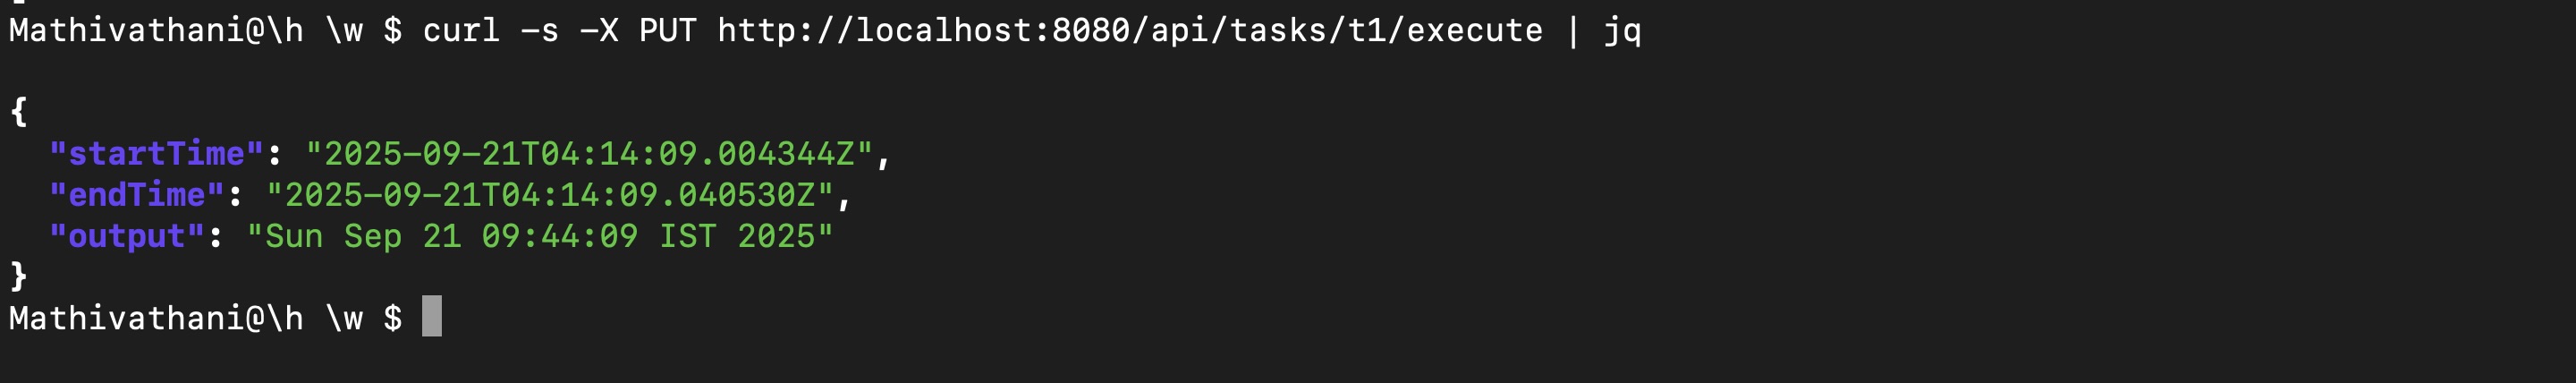 Mathivathani@\h \w $ curl -s -X PUT http://localhost:8080/api/tasks/t1/execute | jq
{
"startTime": "2025-09-21T04:14:09.004344Z",
"endTime": "2025-09-21T04:14:09.040530Z",
"output": "Sun Sep 21 09:44:09 IST 2025"
}
Mathivathani@\h \w $